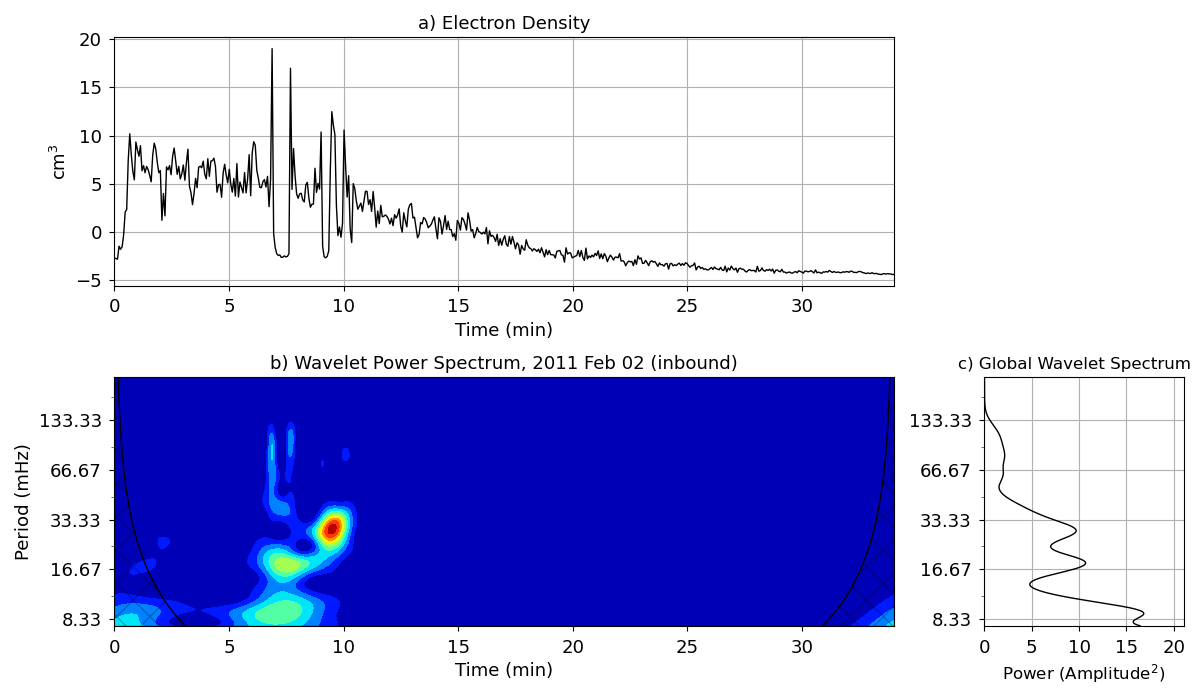 a) Electron Density
20
15
10
5
0
−5
cm³
0 5 10 15 20 25 30
Time (min)
b) Wavelet Power Spectrum, 2011 Feb 02 (inbound)
133.33
66.67
33.33
16.67
8.33
Period (mHz)
0 5 10 15 20 25 30
Time (min)
c) Global Wavelet Spectrum
133.33
66.67
33.33
16.67
8.33
0 5 10 15 20
Power (Amplitude²)